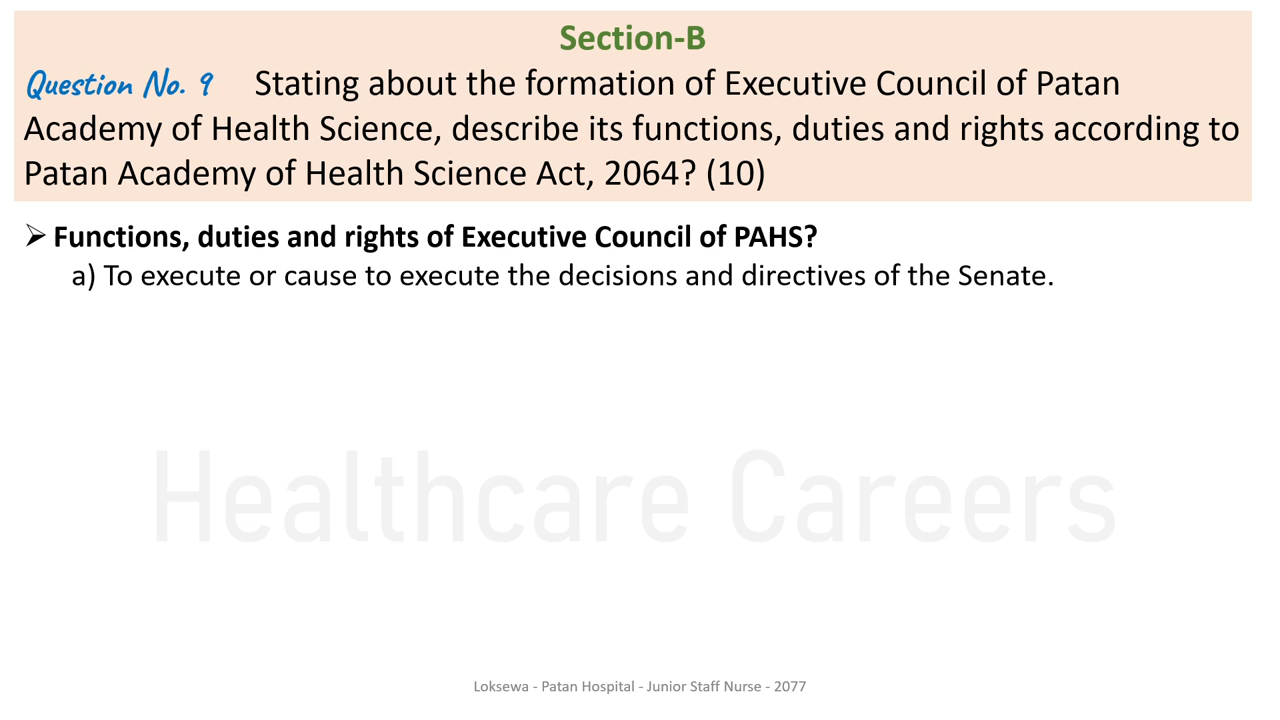 Section-B
Question No. 9 Stating about the formation of Executive Council of Patan
Academy of Health Science, describe its functions, duties and rights according to
Patan Academy of Health Science Act, 2064? (10)
➢ Functions, duties and rights of Executive Council of PAHS?
a) To execute or cause to execute the decisions and directives of the Senate.
Healthcare Careers
Loksewa - Patan Hospital - Junior Staff Nurse - 2077